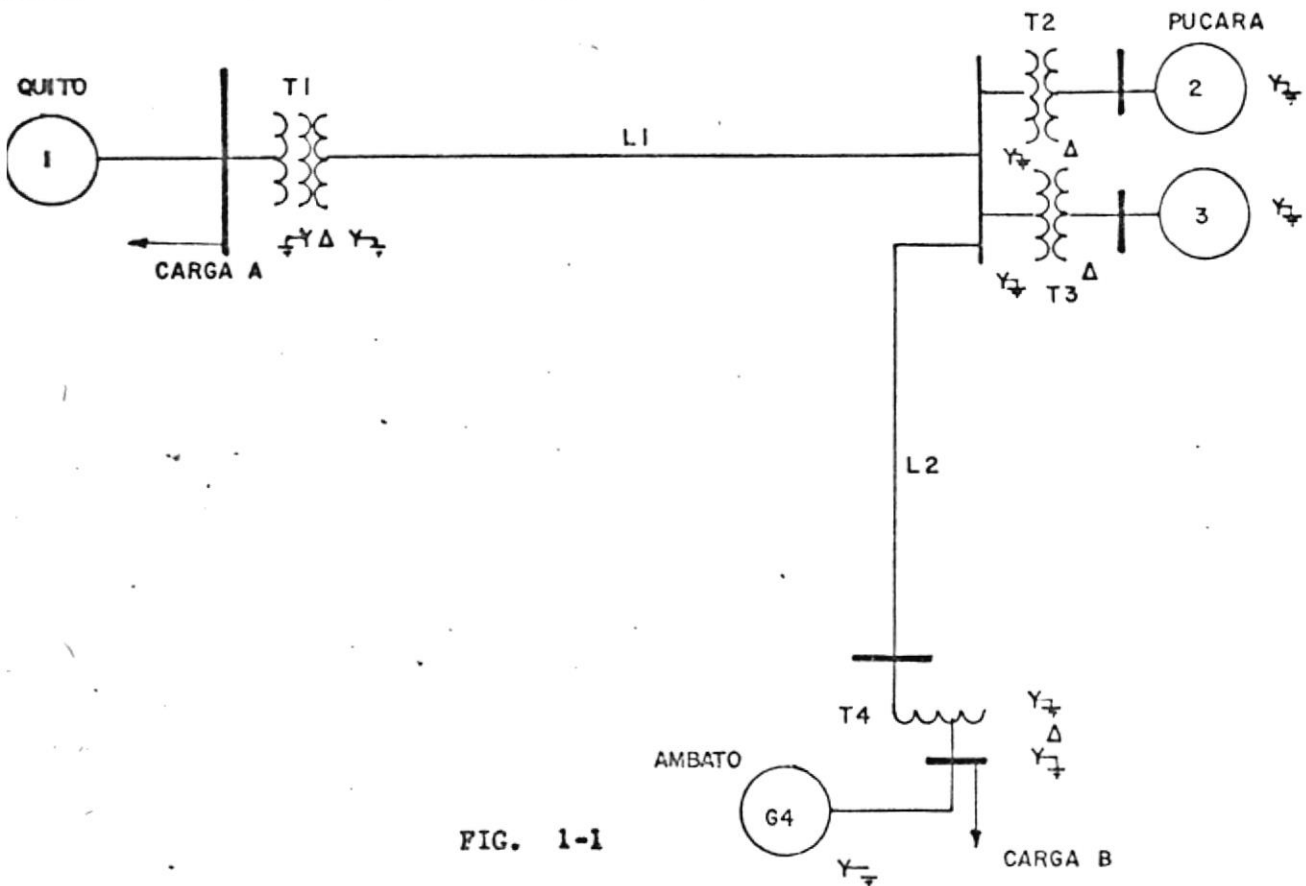 QUITO
1
T1
Y Δ Y
CARGA A
L1
T2
PUCARA
2
Y
Y Δ
3
Y
Y Δ
T3
L2
T4
Y
Δ
Y
AMBATO
G4
Y
CARGA B
FIG. 1-1